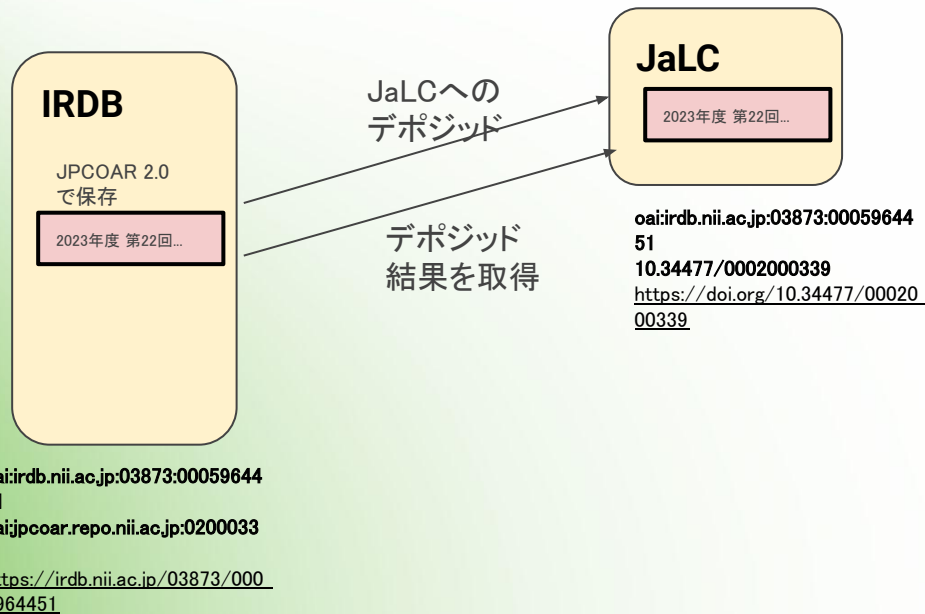 IRDB
JPCOAR 2.0
で保存
2023年度 第22回...
JaLCへの
デポジッド
デポジッド
結果を取得
JaLC
2023年度 第22回...
oai:irdb.nii.ac.jp:03873:00059644
51
10.34477/0002000339
https://doi.org/10.34477/00020
00339
ai:irdb.nii.ac.jp:03873:00059644
ai:jpcoar.repo.nii.ac.jp:0200033
ttps://irdb.nii.ac.jp/03873/000
964451